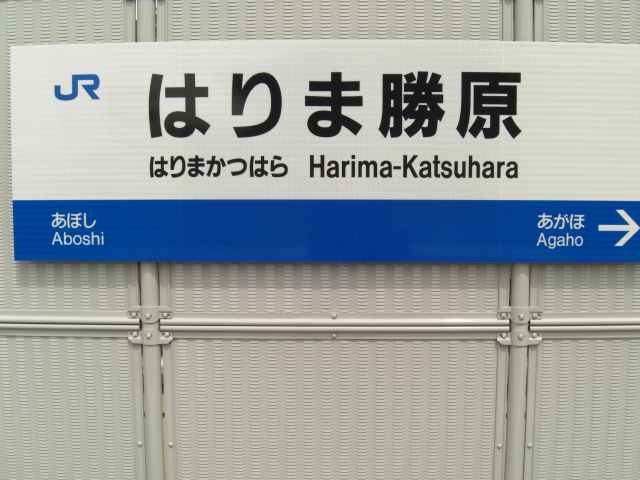 JR はりま勝原
はりまかつはら Harima-Katsuhara
あぼし あがほ
Aboshi Agaho